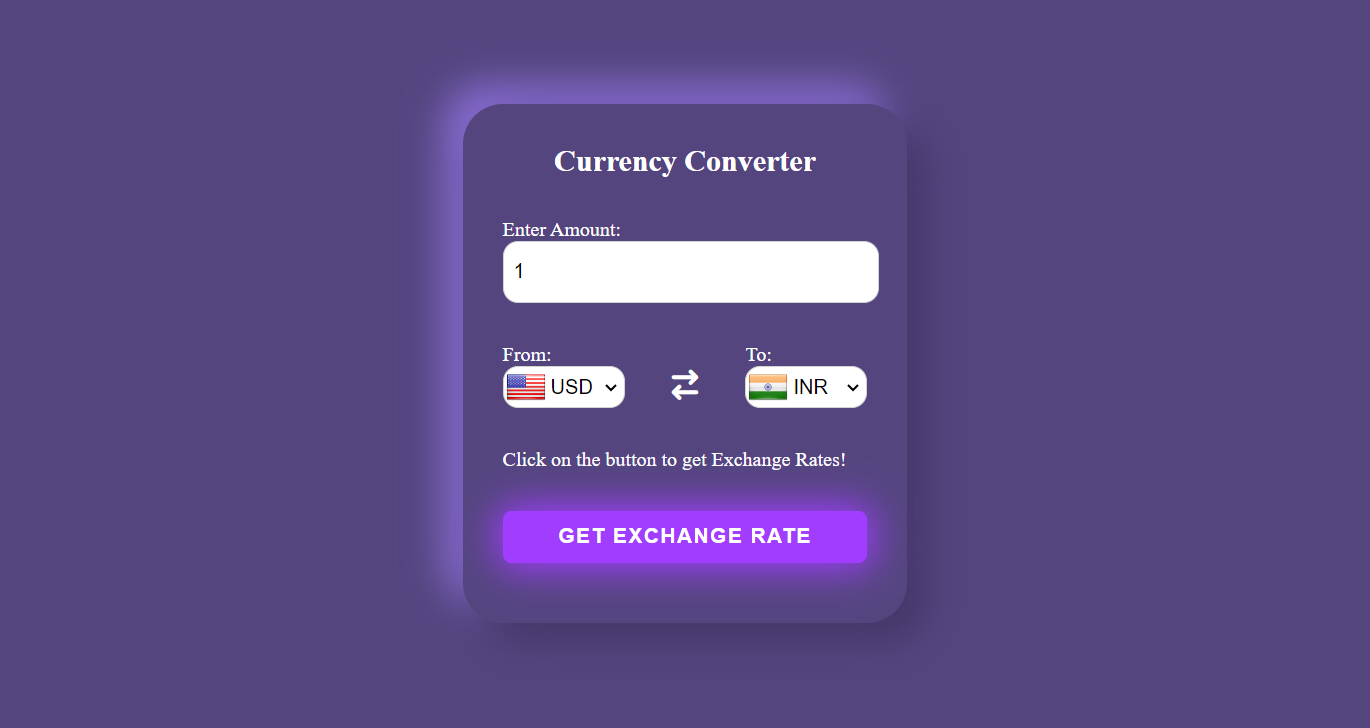 Currency Converter
Enter Amount:
1
From:
To:
USD
INR
Click on the button to get Exchange Rates!
GET EXCHANGE RATE